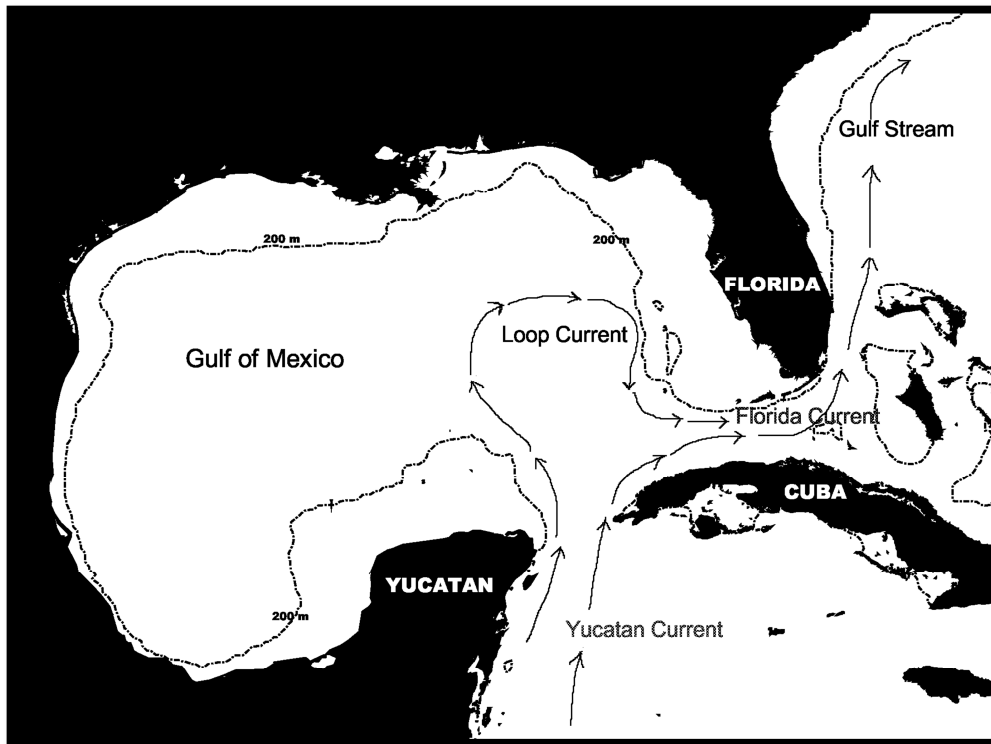 Gulf Stream
200 m
200 m
FLORIDA
Loop Current
Gulf of Mexico
Florida Current
CUBA
YUCATAN
200 m
Yucatan Current